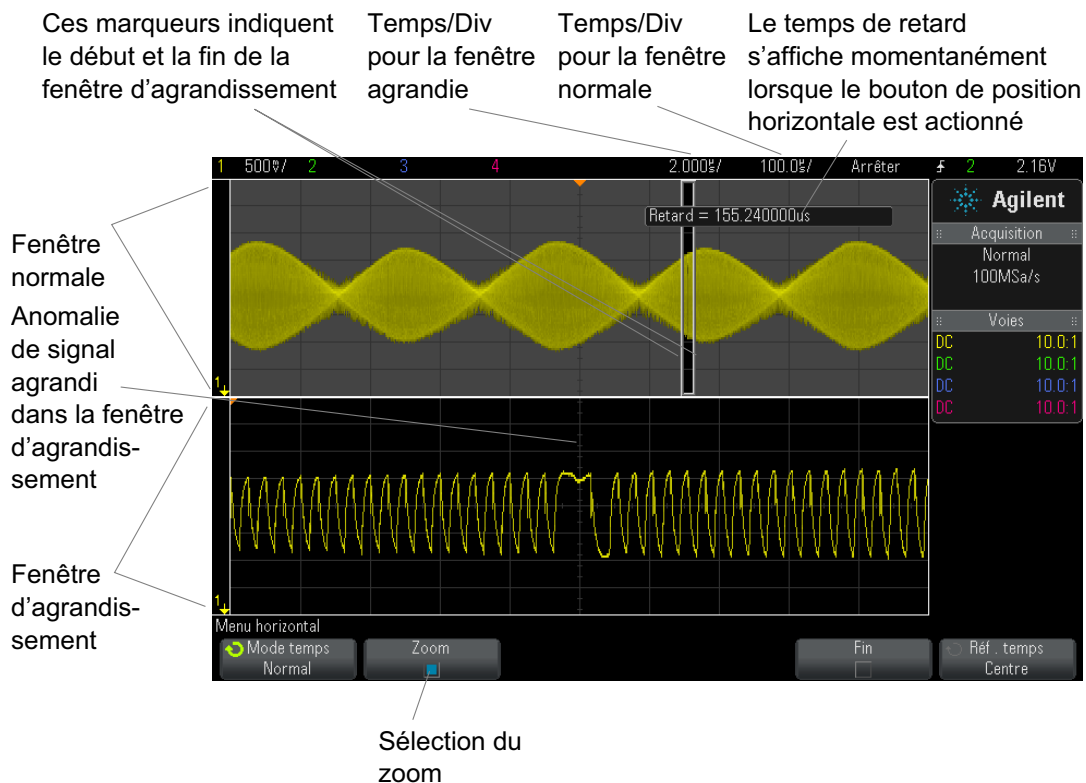 Ces marqueurs indiquent
le début et la fin de la
fenêtre d'agrandissement
Temps/Div
pour la fenêtre
agrandie
Temps/Div
pour la fenêtre
normale
Le temps de retard
s'affiche momentanément
lorsque le bouton de position
horizontale est actionné
1 500♥/ 2 3 4 2.000s/ 100.0s/ Arrêter 2 2.16V
Retard = 155.240000us
Agilent
Acquisition
Normal
100MSa/s
Voies
DC 10.0:1
DC 10.0:1
DC 10.0:1
DC 10.0:1
Fenêtre
normale
Anomalie
de signal
agrandi
dans la fenêtre
d'agrandis-
sement
Fenêtre
d'agrandis-
sement
1
1
Menu horizontal
Mode temps
Normal
Zoom
Fin
Réf . temps
Centre
Sélection du
zoom